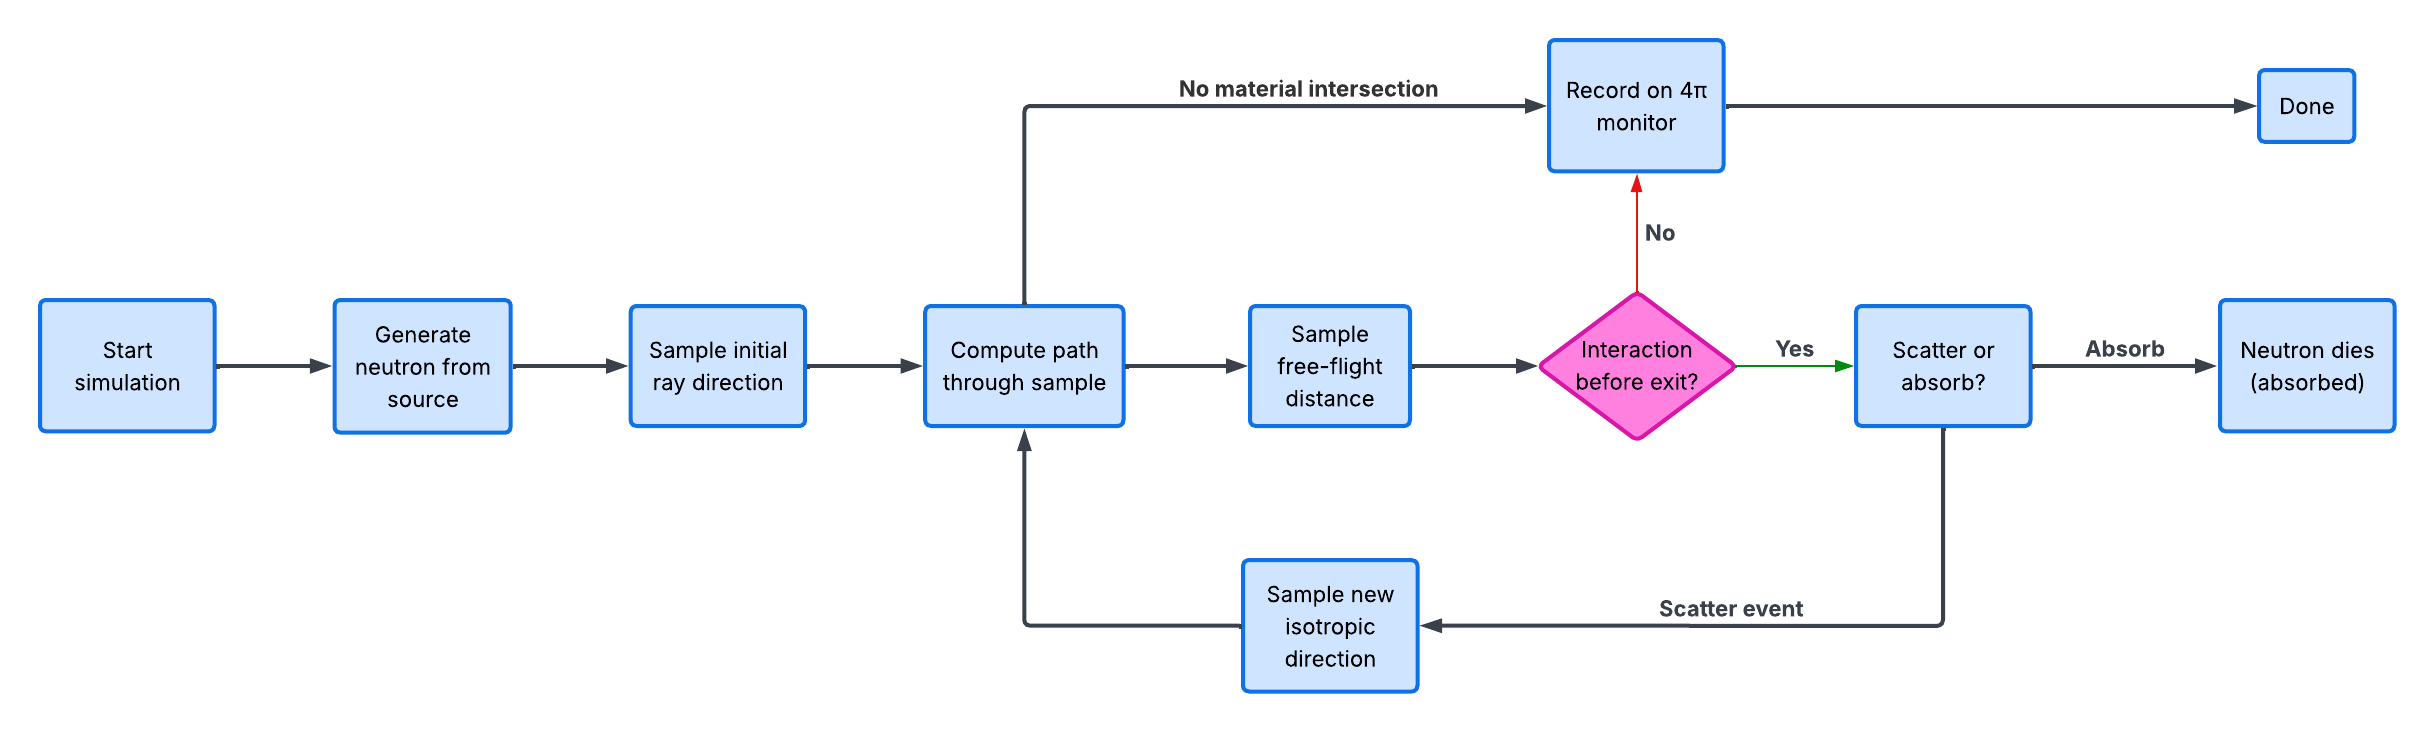 No material intersection
Record on 4π
monitor
Done
No
Start
simulation
Generate
neutron from
source
Sample initial
ray direction
Compute path
through sample
Sample
free-flight
distance
Interaction
before exit?
Yes
Scatter or
absorb?
Absorb
Neutron dies
(absorbed)
Scatter event
Sample new
isotropic
direction